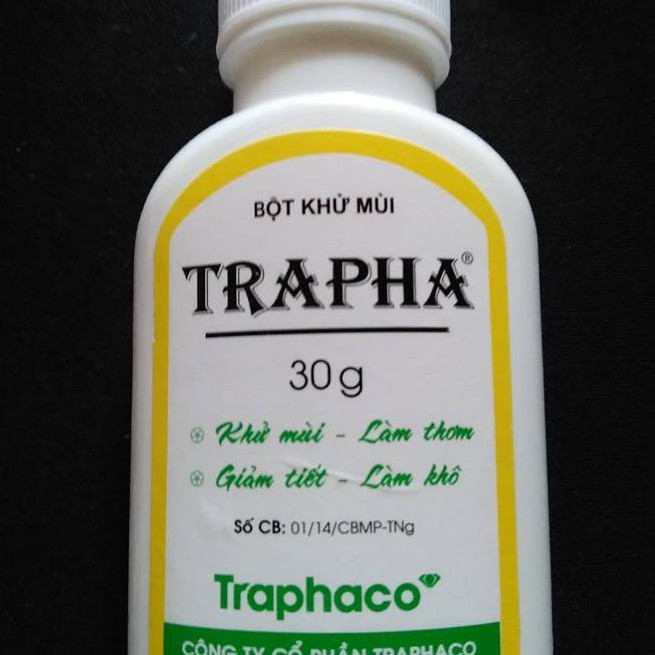 BỘT KHỬ MÙI
TRAPHA®
30g
Khử mùi - Làm thơm
Giảm tiết - Làm khô
Số CB: 01/14/CBMP-TNg
Traphaco
CÔNG TY CỔ PHẦN TRAPHACO